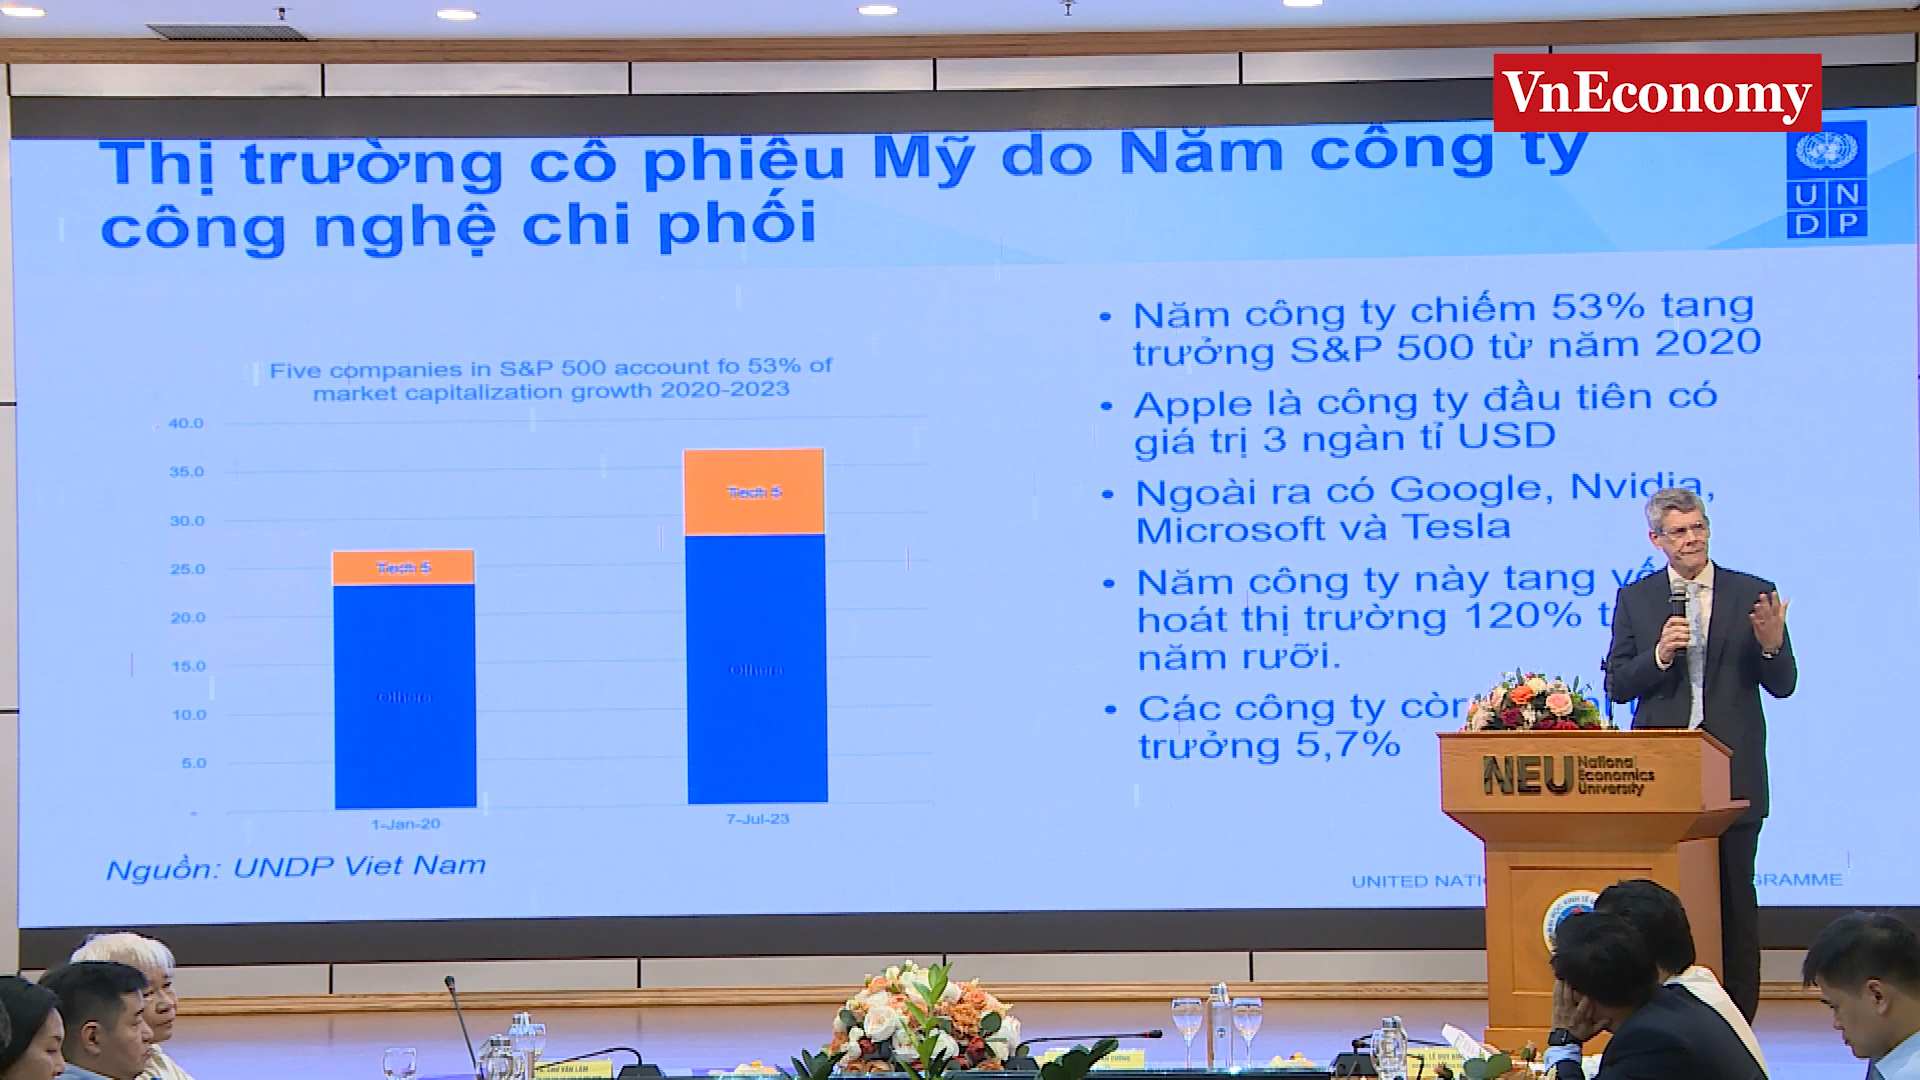 VnEconomy
Thị trường cổ phiếu Mỹ do Năm công ty
công nghệ chi phối
U N
D P
Năm công ty chiếm 53% tang
trưởng S&P 500 từ năm 2020
Apple là công ty đầu tiên có
giá trị 3 ngàn tỉ USD
Ngoài ra có Google, Nvidia,
Microsoft và Tesla
Năm công ty này tang
hoát thị trường 120%
năm rưỡi.
Các công ty
trưởng 5,7%
Five companies in S&P 500 account fo 53% of
market capitalization growth 2020-2023
40.0
35.0
30.0
25.0
20.0
15.0
10.0
5.0
-
Tech 5
Others
Tech 5
Others
1-Jan-20
7-Jul-23
Nguồn: UNDP Viet Nam
UNITED
NEU National
Economics
University